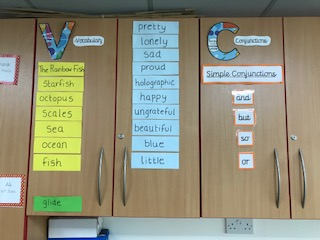 V
Vocabulary
The Rainbow Fish
Starfish
octopus
Scales
Sea
ocean
fish
glide
pretty
lonely
sad
proud
holographic
happy
ungrateful
beautiful
blue
little
C
Conjunctions
Simple Conjunctions
and
but
so
or